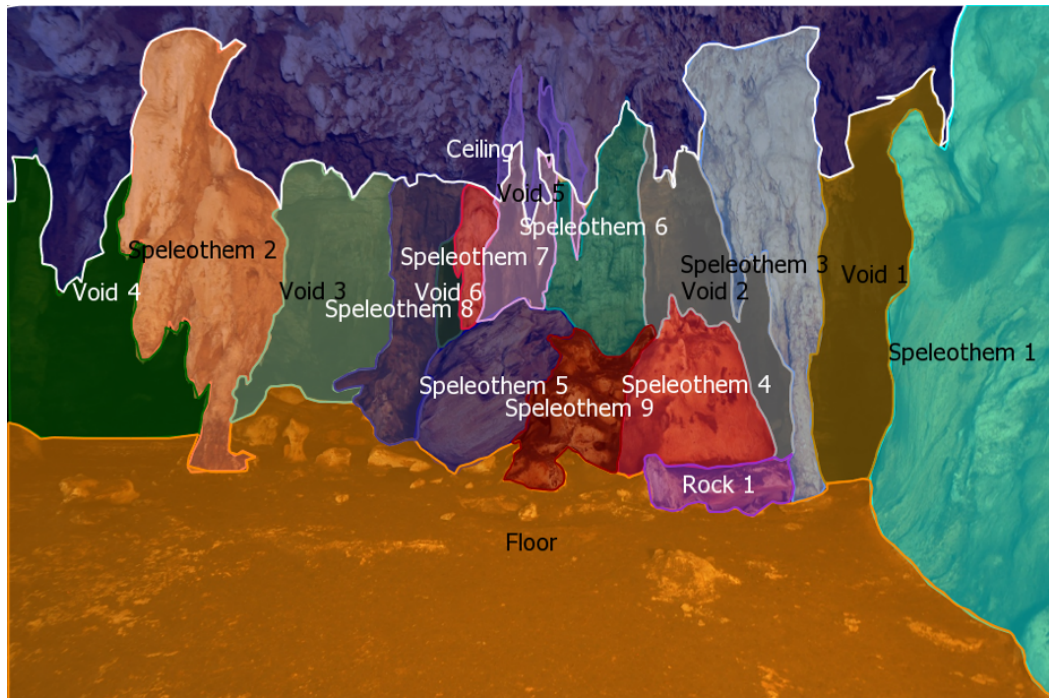 Ceiling
Void 5
Speleothem 6
Speleothem 2
Speleothem 7
Speleothem 3
Void 1
Void 4
Void 3
Void 6
Void 2
Speleothem 8
Speleothem 1
Speleothem 5
Speleothem 4
Speleothem 9
Rock 1
Floor